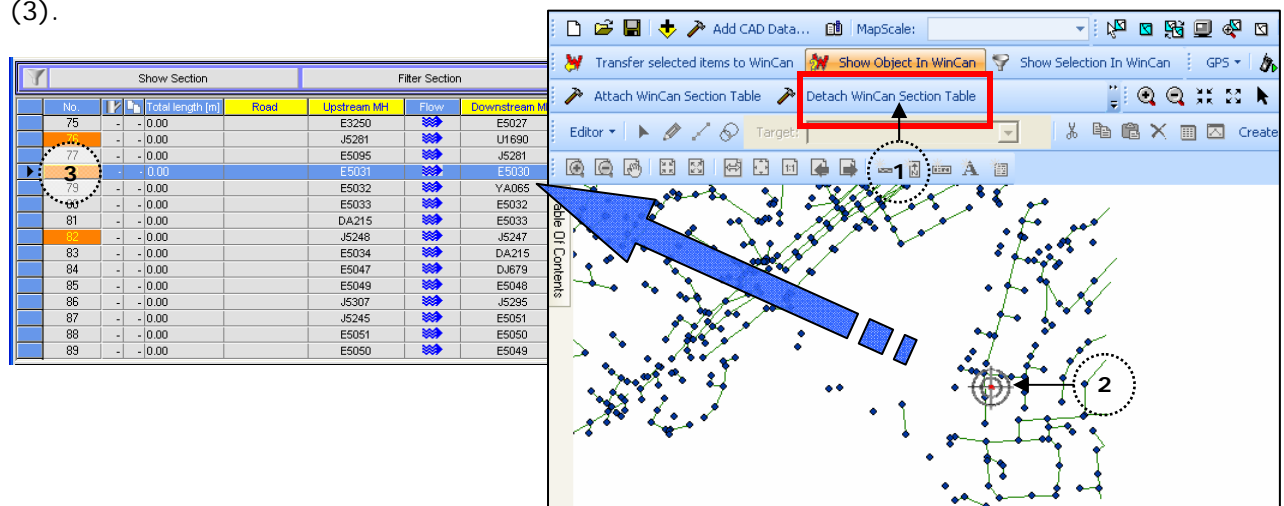 (3).
Show Section Filter Section
No. Total length [m] Road Upstream MH Flow Downstream MH
75 - - 0.00 E3250 E5027
76 - - 0.00 J5281 U1690
77 - - 0.00 E5095 J5281
3 - - 0.00 E5031 E5030
79 - - 0.00 E5032 YA065
80 - - 0.00 E5033 E5032
81 - - 0.00 DA215 E5033
82 - - 0.00 J5248 J5247
83 - - 0.00 E5034 DA215
84 - - 0.00 E5047 DJ679
85 - - 0.00 E5049 E5048
86 - - 0.00 J5307 J5295
87 - - 0.00 J5245 E5051
88 - - 0.00 E5051 E5050
89 - - 0.00 E5050 E5049
Add CAD Data... MapScale:
Transfer selected items to WinCan Show Object In WinCan Show Selection In WinCan GPS
Attach WinCan Section Table Detach WinCan Section Table
Editor Target: Create
1:1 1 N A
Table Of Contents
2